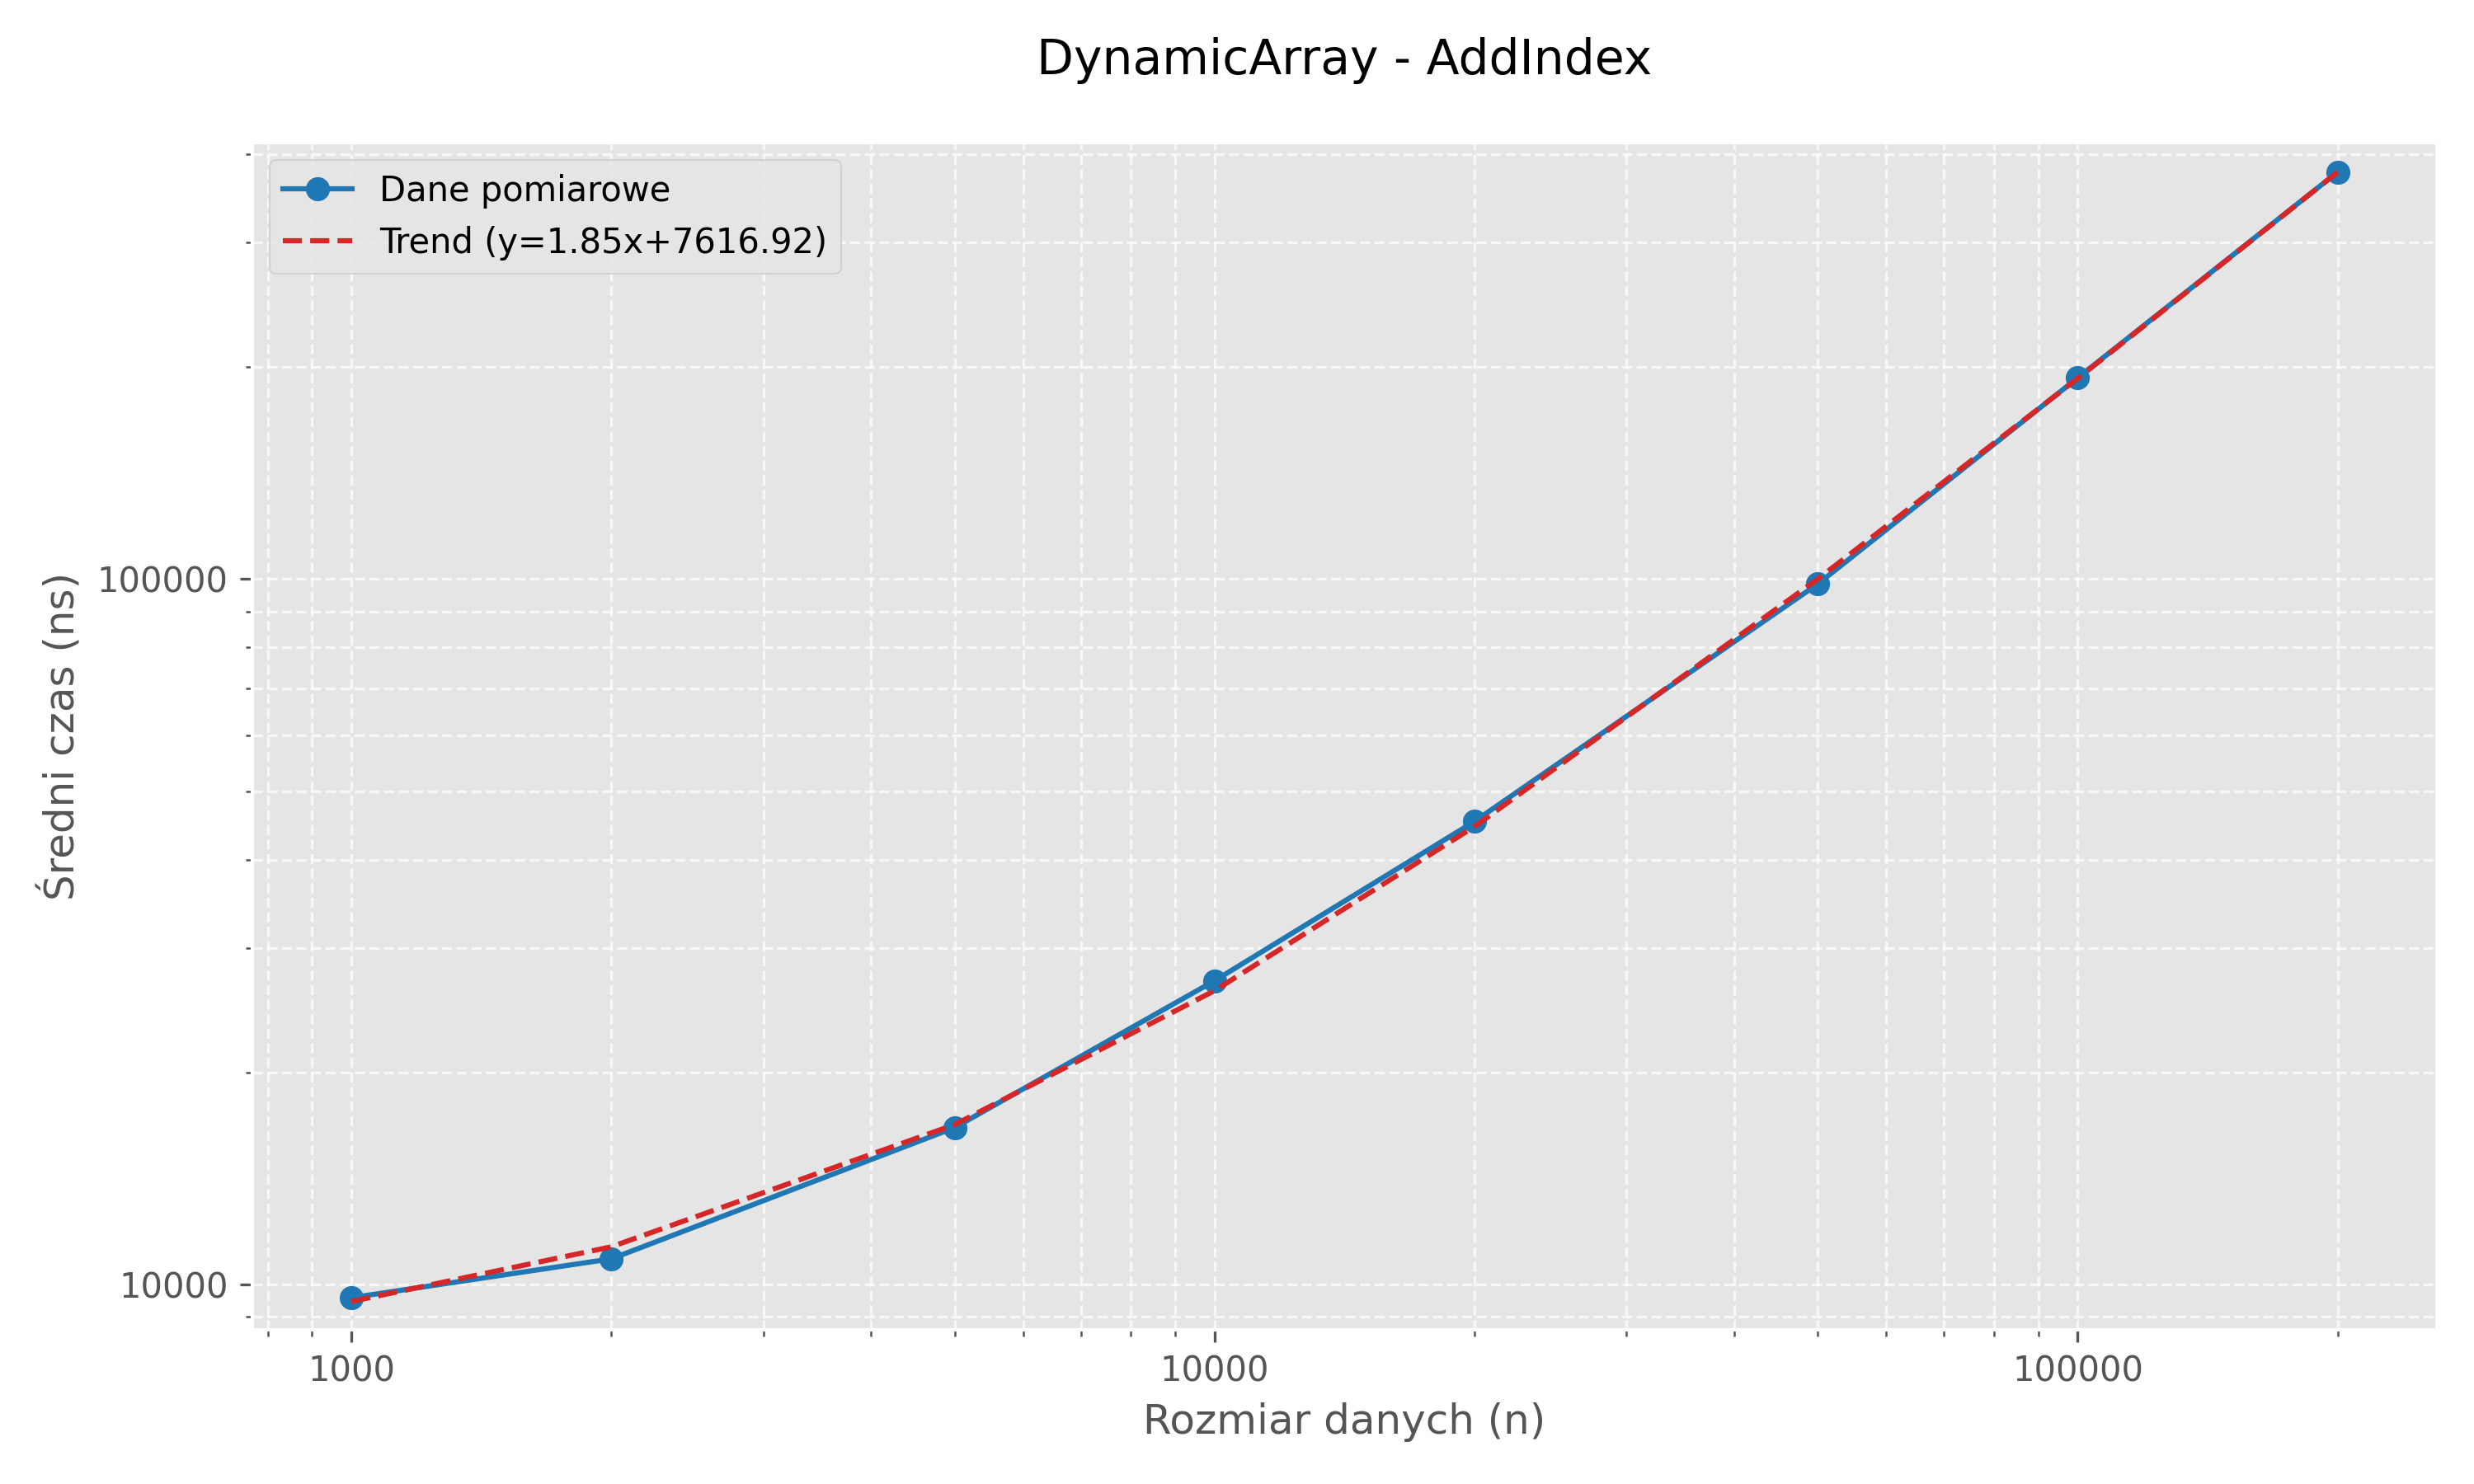 DynamicArray - AddIndex
Dane pomiarowe
Trend (y=1.85x+7616.92)
Średni czas (ns)
100000
10000
1000
10000
100000
Rozmiar danych (n)